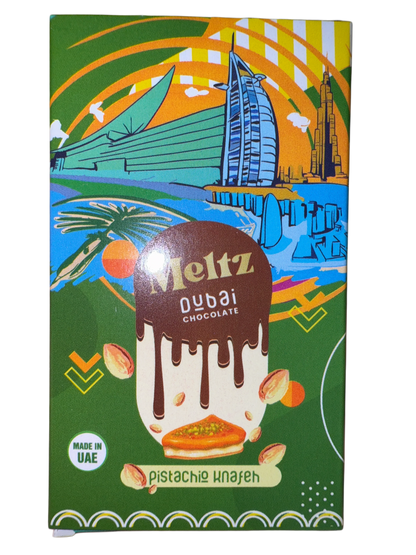 Meltz
Dubai
CHOCOLATE
MADE IN
UAE
Pistachio Knafeh